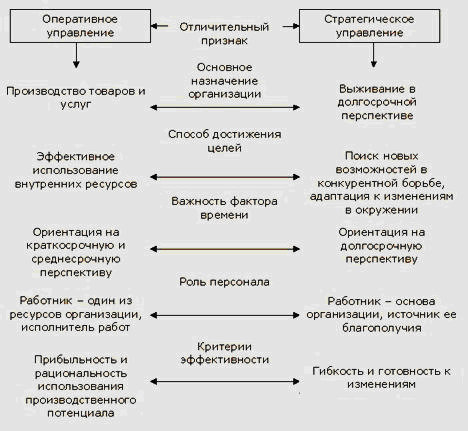 Оперативное
управление
Отличительный
признак
Стратегическое
управление
Основное
назначение
организации
Производство товаров и
услуг
Выживание в
долгосрочной
перспективе
Способ достижения
целей
Эффективное
использование
внутренних ресурсов
Поиск новых
возможностей в
конкурентной борьбе,
адаптация к изменениям
в окружении
Важность фактора
времени
Ориентация на
краткосрочную и
среднесрочную
перспективу
Ориентация на
долгосрочную
перспективу
Роль персонала
Работник – один из
ресурсов организации,
исполнитель работ
Работник – основа
организации, источник ее
благополучия
Критерии
эффективности
Прибыльность и
рациональность
использования
производственного
потенциала
Гибкость и готовность к
изменениям